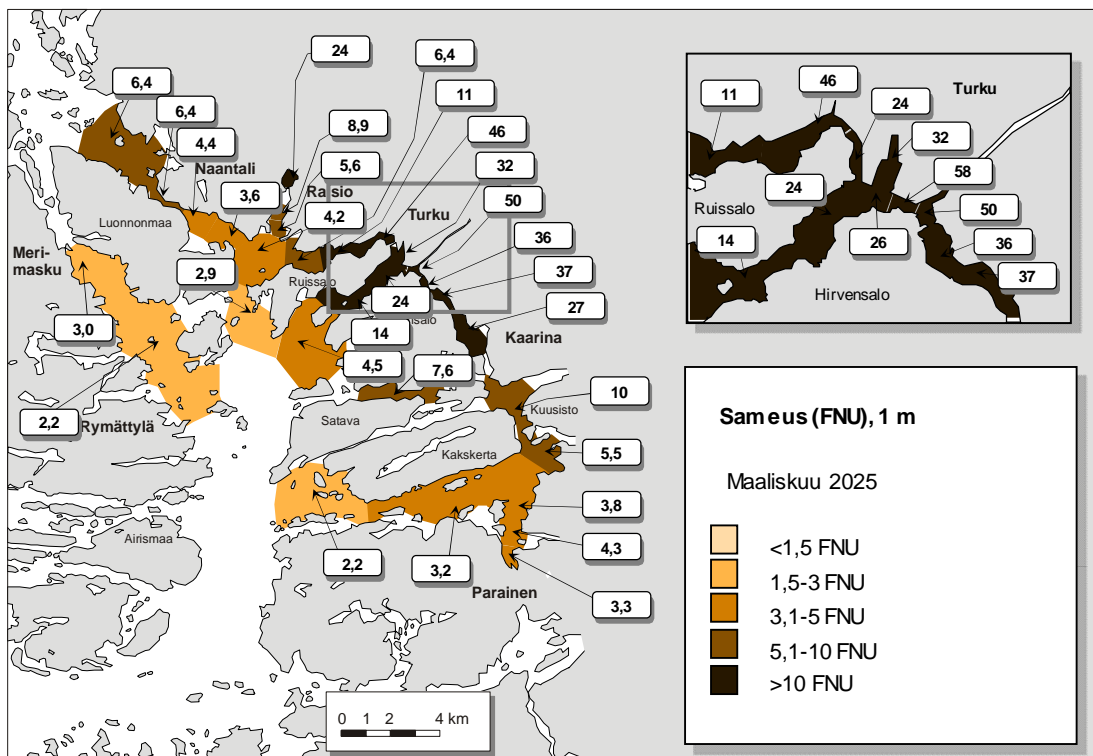 24
6,4
6,4
11
6,4
8,9
46
4,4
Naantali
5,6
32
Raisio
3,6
4,2
Turku
50
Luonnonmaa
36
Meri-
masku
2,9
Ruissalo
37
24
27
3,0
14
Kaarina
4,5
7,6
10
2,2
Rymättylä
Satava
Kuusisto
Kakskerta
5,5
3,8
Airismaa
4,3
2,2
3,2
Parainen
3,3
0 1 2 4 km
46
Turku
11
24
32
24
58
Ruissalo
50
14
26
36
37
Hirvensalo
Sameus (FNU), 1 m
Maaliskuu 2025
<1,5 FNU
1,5-3 FNU
3,1-5 FNU
5,1-10 FNU
>10 FNU